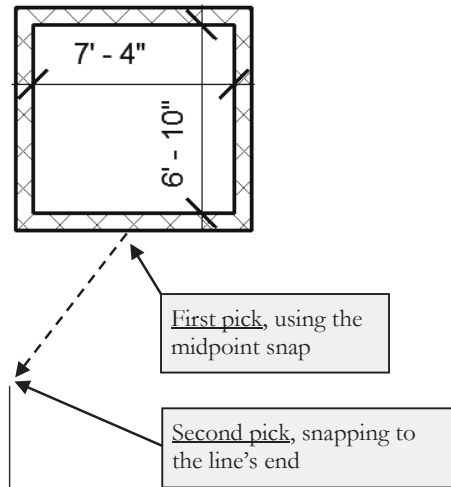 7' - 4"
6' - 10"
First pick, using the
midpoint snap
Second pick, snapping to
the line’s end